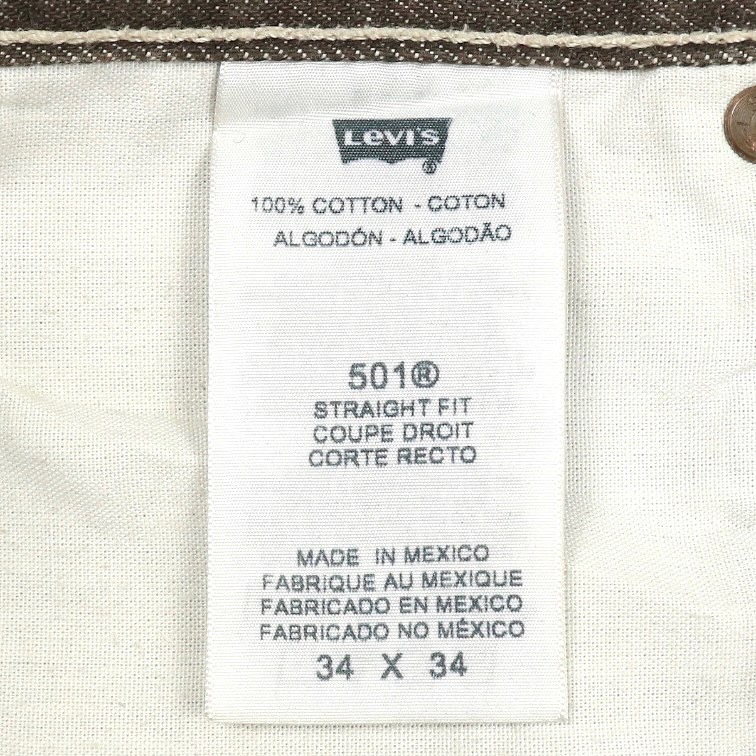 Levi's
®
100% COTTON - COTON
ALGODÓN - ALGODÃO
501®
STRAIGHT FIT
COUPE DROIT
CORTE RECTO
MADE IN MEXICO
FABRIQUE AU MEXIQUE
FABRICADO EN MEXICO
FABRICADO NO MÉXICO
34 X 34